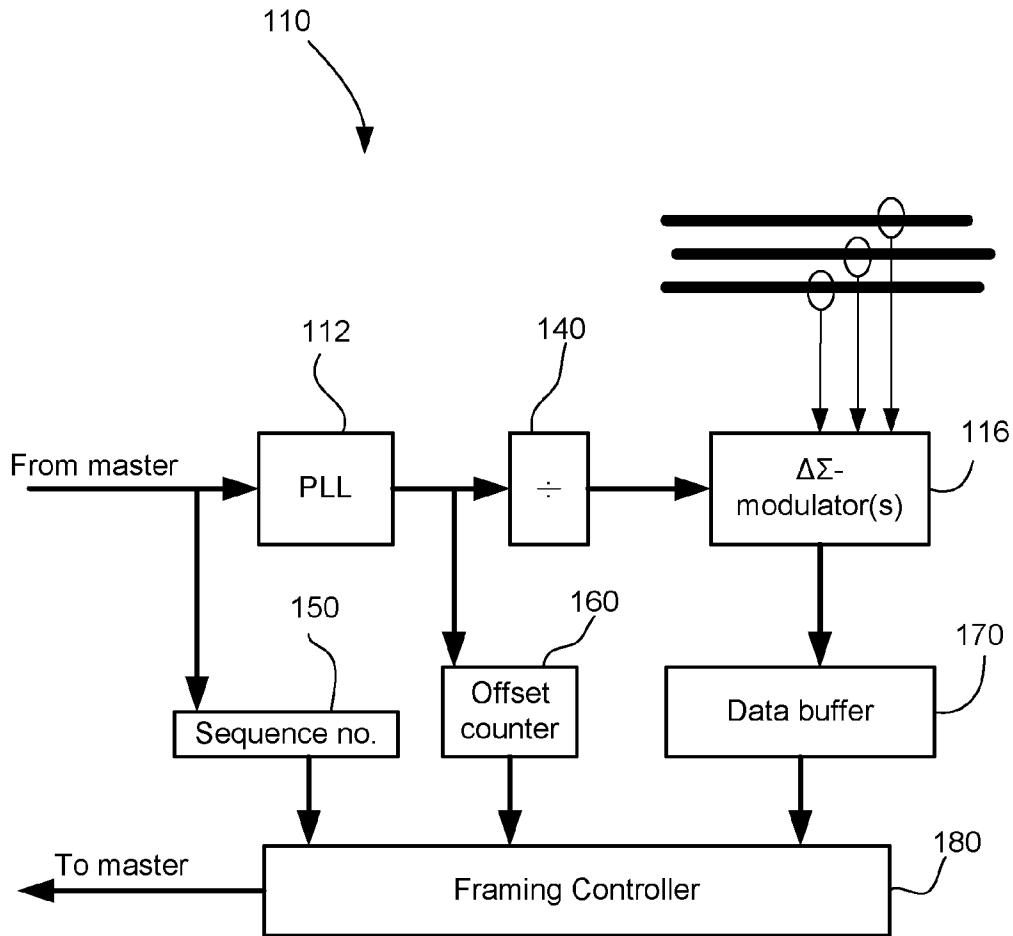 110
112
140
116
From master
PLL
÷
ΔΣ-
modulator(s)
150
160
170
Sequence no.
Offset
counter
Data buffer
To master
Framing Controller
180